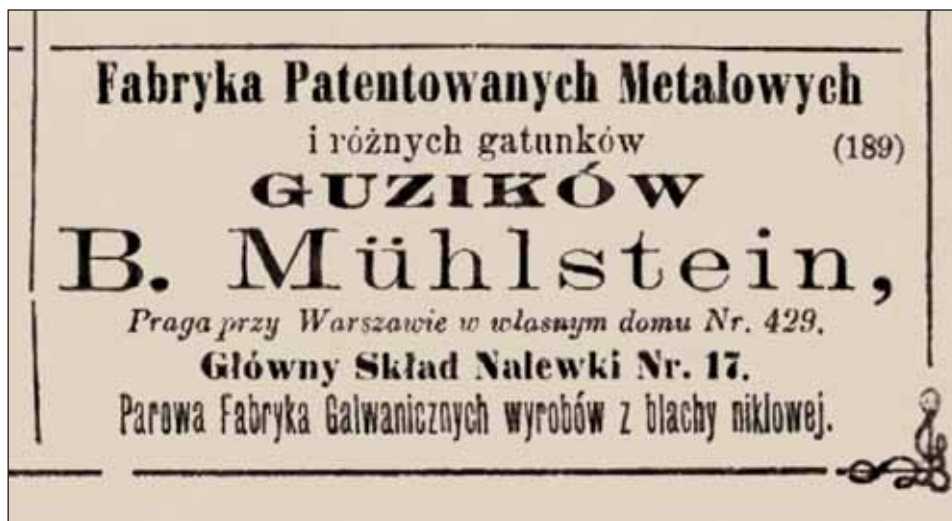 Fabryka Patentowanych Metalowych
i różnych gatunków (189)
GUZIKÓW
B. Mühlstein,
Praga przy Warszawie w własnym domu Nr. 429.
Główny Skład Nalewki Nr. 17.
Parowa Fabryka Galwanicznych wyrobów z blachy niklowej.